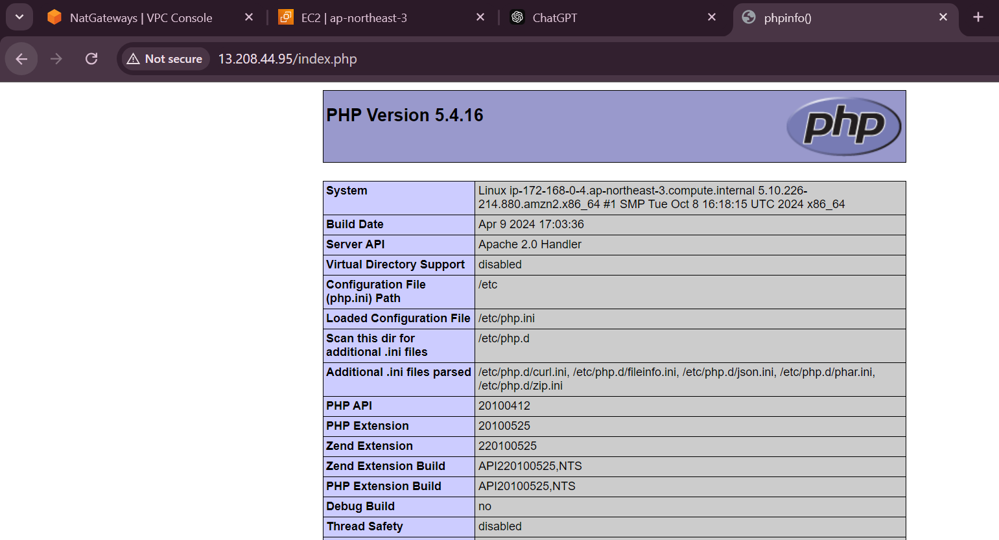 NatGateways | VPC Console
EC2 | ap-northeast-3
ChatGPT
phpinfo()
Not secure
13.208.44.95/index.php
PHP Version 5.4.16
php
System
Linux ip-172-168-0-4.ap-northeast-3.compute.internal 5.10.226-
214.880.amzn2.x86_64 #1 SMP Tue Oct 8 16:18:15 UTC 2024 x86_64
Build Date
Apr 9 2024 17:03:36
Server API
Apache 2.0 Handler
Virtual Directory Support
disabled
Configuration File
(php.ini) Path
/etc
Loaded Configuration File
/etc/php.ini
Scan this dir for
additional .ini files
/etc/php.d
Additional .ini files parsed
/etc/php.d/curl.ini, /etc/php.d/fileinfo.ini, /etc/php.d/json.ini, /etc/php.d/phar.ini,
/etc/php.d/zip.ini
PHP API
20100412
PHP Extension
20100525
Zend Extension
220100525
Zend Extension Build
API220100525,NTS
PHP Extension Build
API20100525,NTS
Debug Build
no
Thread Safety
disabled